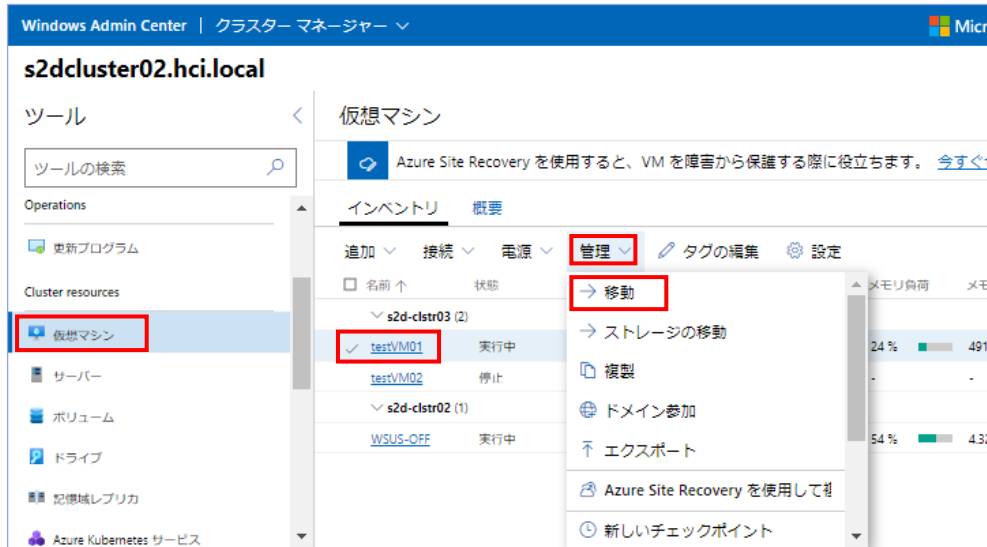 Windows Admin Center | クラスター マネージャー Micr
s2dcluster02.hci.local
ツール
ツールの検索
Operations
更新プログラム
Cluster resources
仮想マシン
サーバー
ボリューム
ドライブ
記憶域レプリカ
Azure Kubernetes サービス
仮想マシン
Azure Site Recovery を使用すると、VM を障害から保護する際に役立ちます。 今すぐ
インベントリ 概要
追加 接続 電源 管理 タグの編集 設定
名前 状態 メモリ負荷 メモ
s2d-clstr03 (2)
testVM01 実行中 24 % 491
testVM02 停止 - -
s2d-clstr02 (1)
WSUS-OFF 実行中 54 % 4.32
移動
ストレージの移動
複製
ドメイン参加
エクスポート
Azure Site Recovery を使用して複
新しいチェックポイント